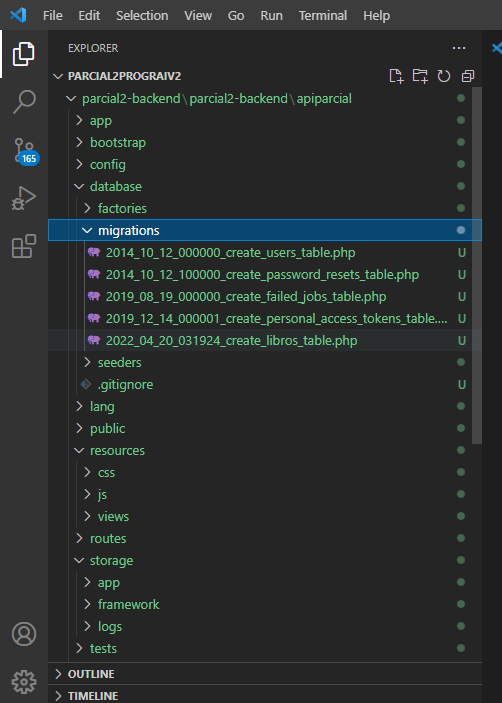 File Edit Selection View Go Run Terminal Help
EXPLORER ...
PARCIAL2PROGRAIV2
parcial2-backend\parcial2-backend\apiparcial
app
bootstrap
165
config
database
factories
migrations
2014_10_12_000000_create_users_table.php U
2014_10_12_100000_create_password_resets_table.php U
2019_08_19_000000_create_failed_jobs_table.php U
2019_12_14_000001_create_personal_access_tokens_table.... U
2022_04_20_031924_create_libros_table.php U
seeders
.gitignore U
lang
public
resources
css
js
views
routes
storage
app
framework
logs
tests
OUTLINE
TIMELINE